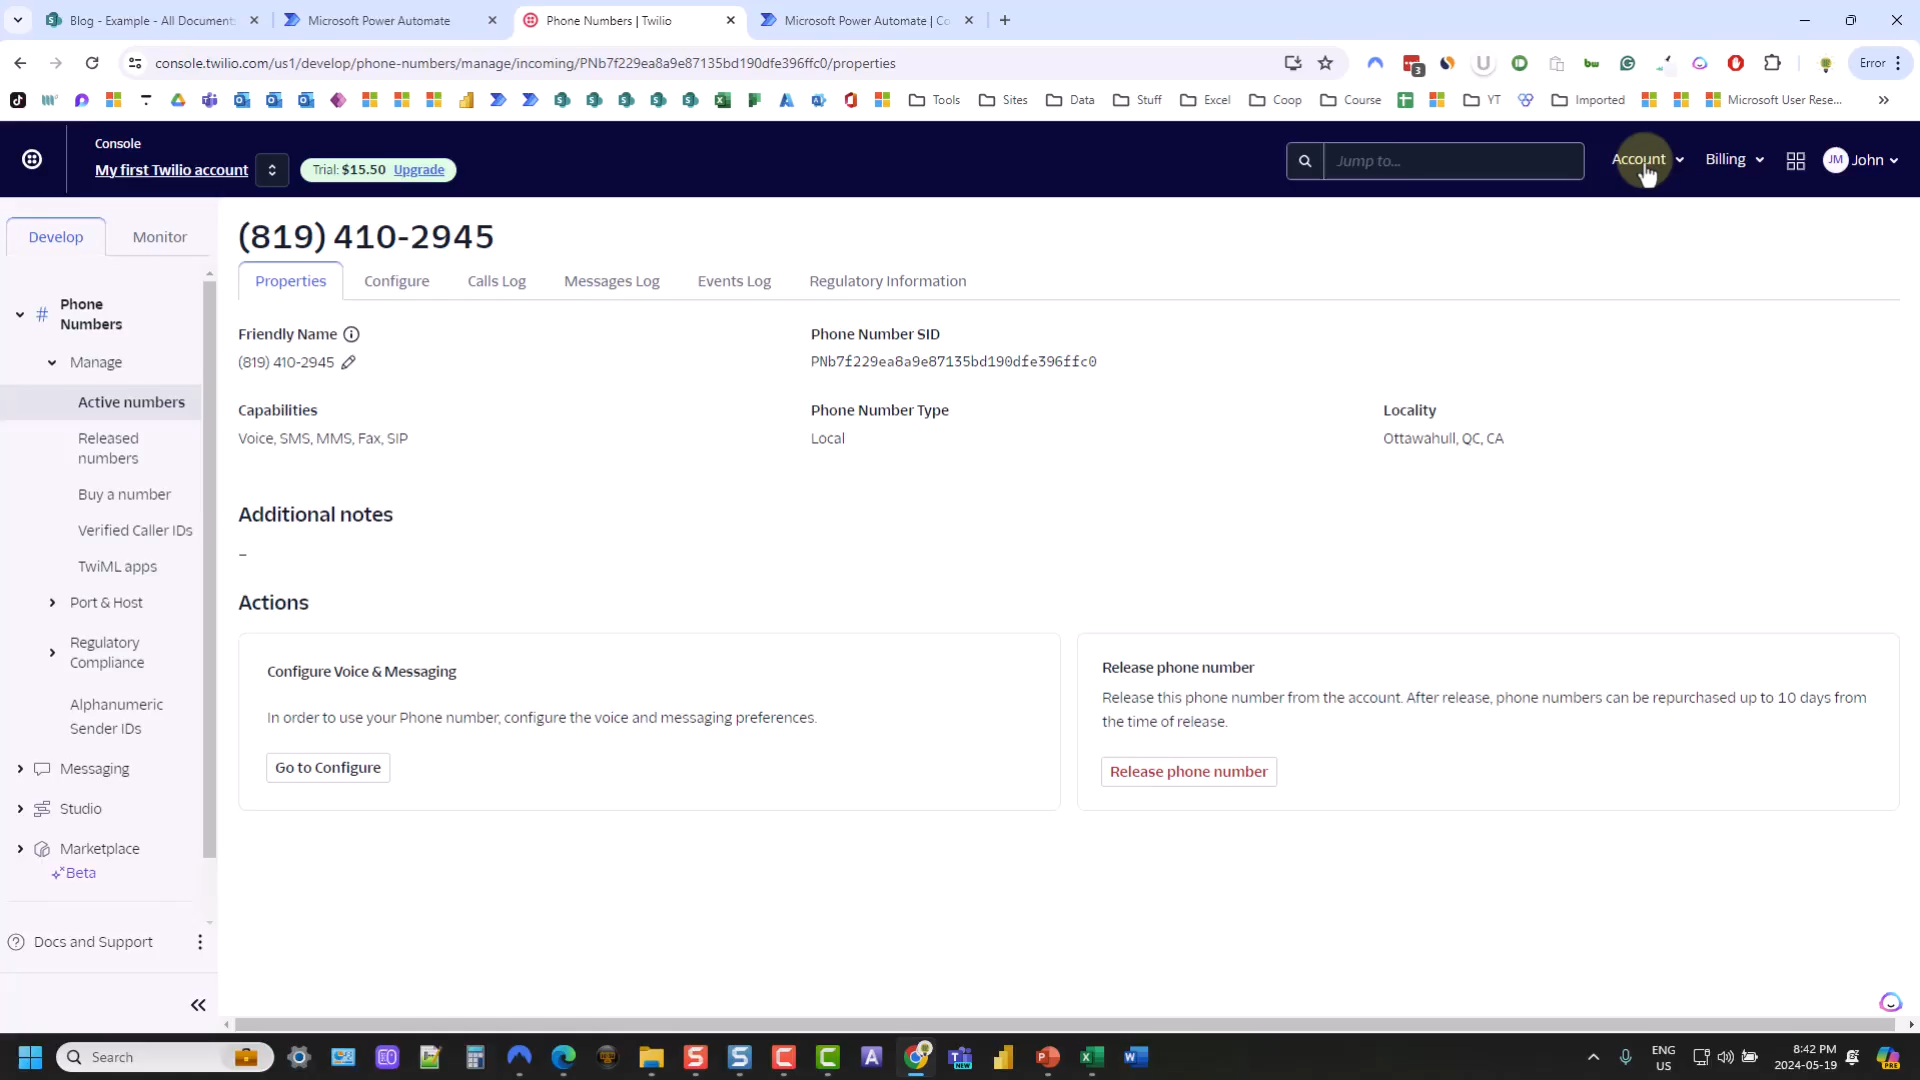 Blog - Example - All Document
Microsoft Power Automate
Phone Numbers | Twilio
Microsoft Power Automate | Co
console.twilio.com/us1/develop/phone-numbers/manage/incoming/PNb7f229ea8a9e87135bd190dfe396ffc0/properties
3
Error
Tools
Sites
Data
Stuff
Excel
Coop
Course
YT
Imported
Microsoft User Rese...
Console
My first Twilio account
Trial: $15.50 Upgrade
Jump to...
Account
Billing
JM
John
Develop
Monitor
Phone
Numbers
Manage
Active numbers
Released
numbers
Buy a number
Verified Caller IDs
TwiML apps
Port & Host
Regulatory
Compliance
Alphanumeric
Sender IDs
Messaging
Studio
Marketplace
Beta
Docs and Support
(819) 410-2945
Properties
Configure
Calls Log
Messages Log
Events Log
Regulatory Information
Friendly Name
(819) 410-2945
Phone Number SID
PNb7f229ea8a9e87135bd190dfe396ffc0
Capabilities
Voice, SMS, MMS, Fax, SIP
Phone Number Type
Local
Locality
Ottawahull, QC, CA
Additional notes
–
Actions
Configure Voice & Messaging
In order to use your Phone number, configure the voice and messaging preferences.
Go to Configure
Release phone number
Release this phone number from the account. After release, phone numbers can be repurchased up to 10 days from
the time of release.
Release phone number
Search
ENG
US
8:42 PM
2024-05-19